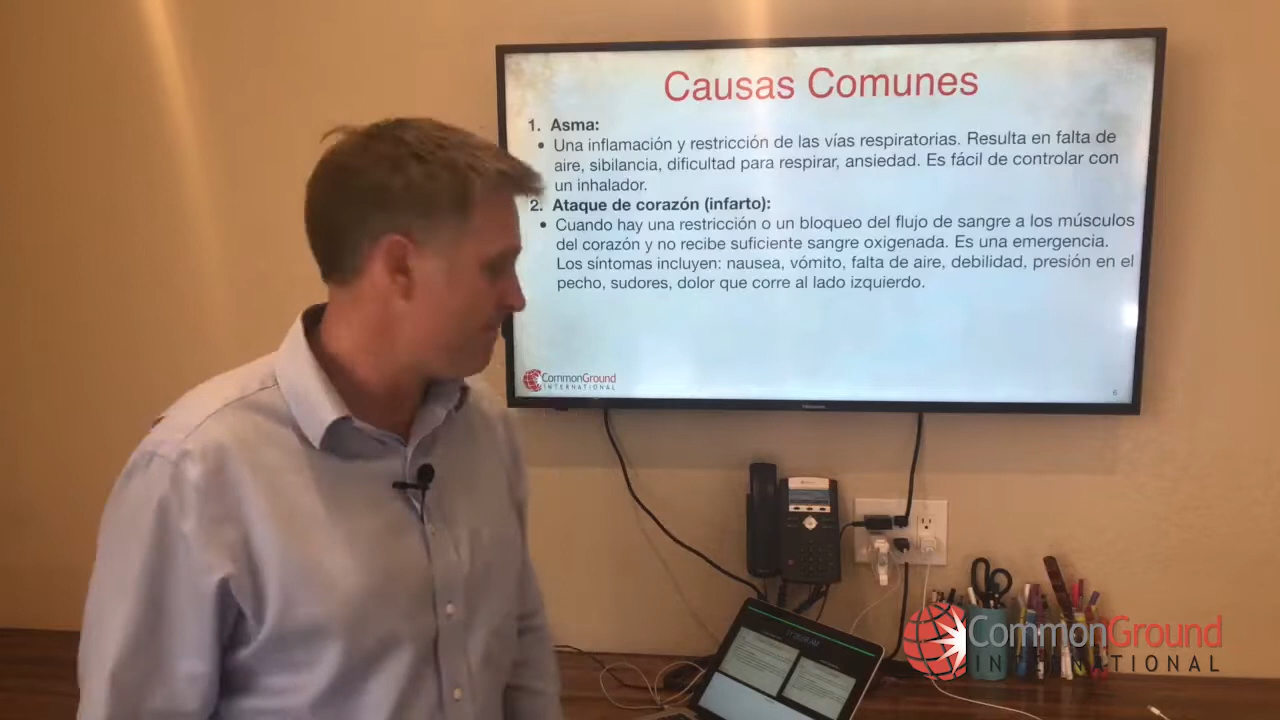 Causas Comunes
1. Asma:
• Una inflamación y restricción de las vías respiratorias. Resulta en falta de
aire, sibilancia, dificultad para respirar, ansiedad. Es fácil de controlar con
un inhalador.
2. Ataque de corazón (infarto):
• Cuando hay una restricción o un bloqueo del flujo de sangre a los músculos
del corazón y no recibe suficiente sangre oxigenada. Es una emergencia.
Los síntomas incluyen: nausea, vómito, falta de aire, debilidad, presión en el
pecho, sudores, dolor que corre al lado izquierdo.
CommonGround
INTERNATIONAL
6
CommonGround
INTERNATIONAL